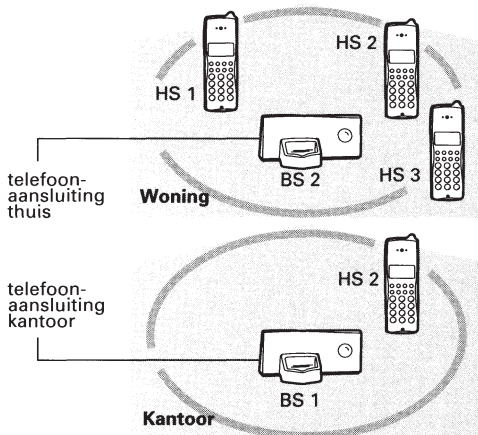 HS 1
HS 2
HS 3
BS 2
telefoon-
aansluiting
thuis
Woning
telefoon-
aansluiting
kantoor
HS 2
BS 1
Kantoor